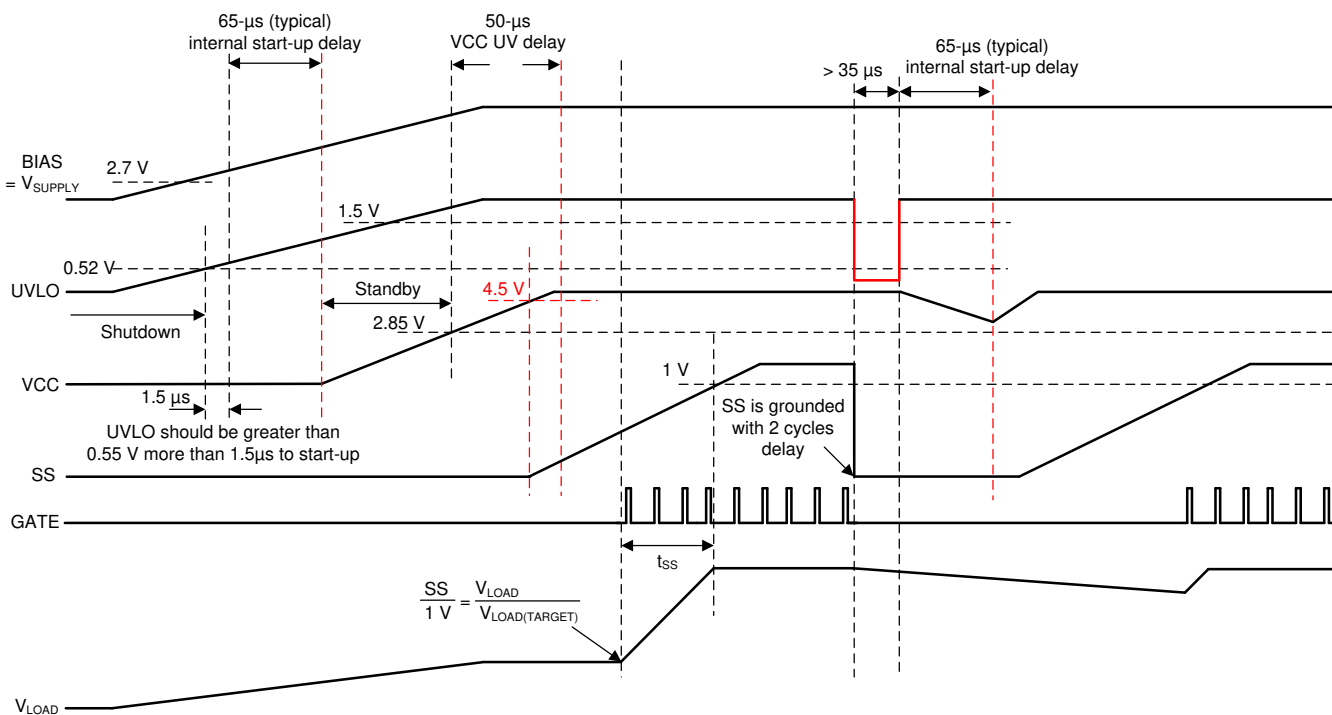 65-µs (typical)
internal start-up delay
50-µs
VCC UV delay
> 35 µs
65-µs (typical)
internal start-up delay
BIAS
= VSUPPLY
2.7 V
1.5 V
0.52 V
UVLO
Shutdown
Standby
4.5 V
2.85 V
VCC
1.5 µs
UVLO should be greater than
0.55 V more than 1.5µs to start-up
1 V
SS is grounded
with 2 cycles
delay
SS
GATE
tSS
SS / 1 V = VLOAD / VLOAD(TARGET)
VLOAD